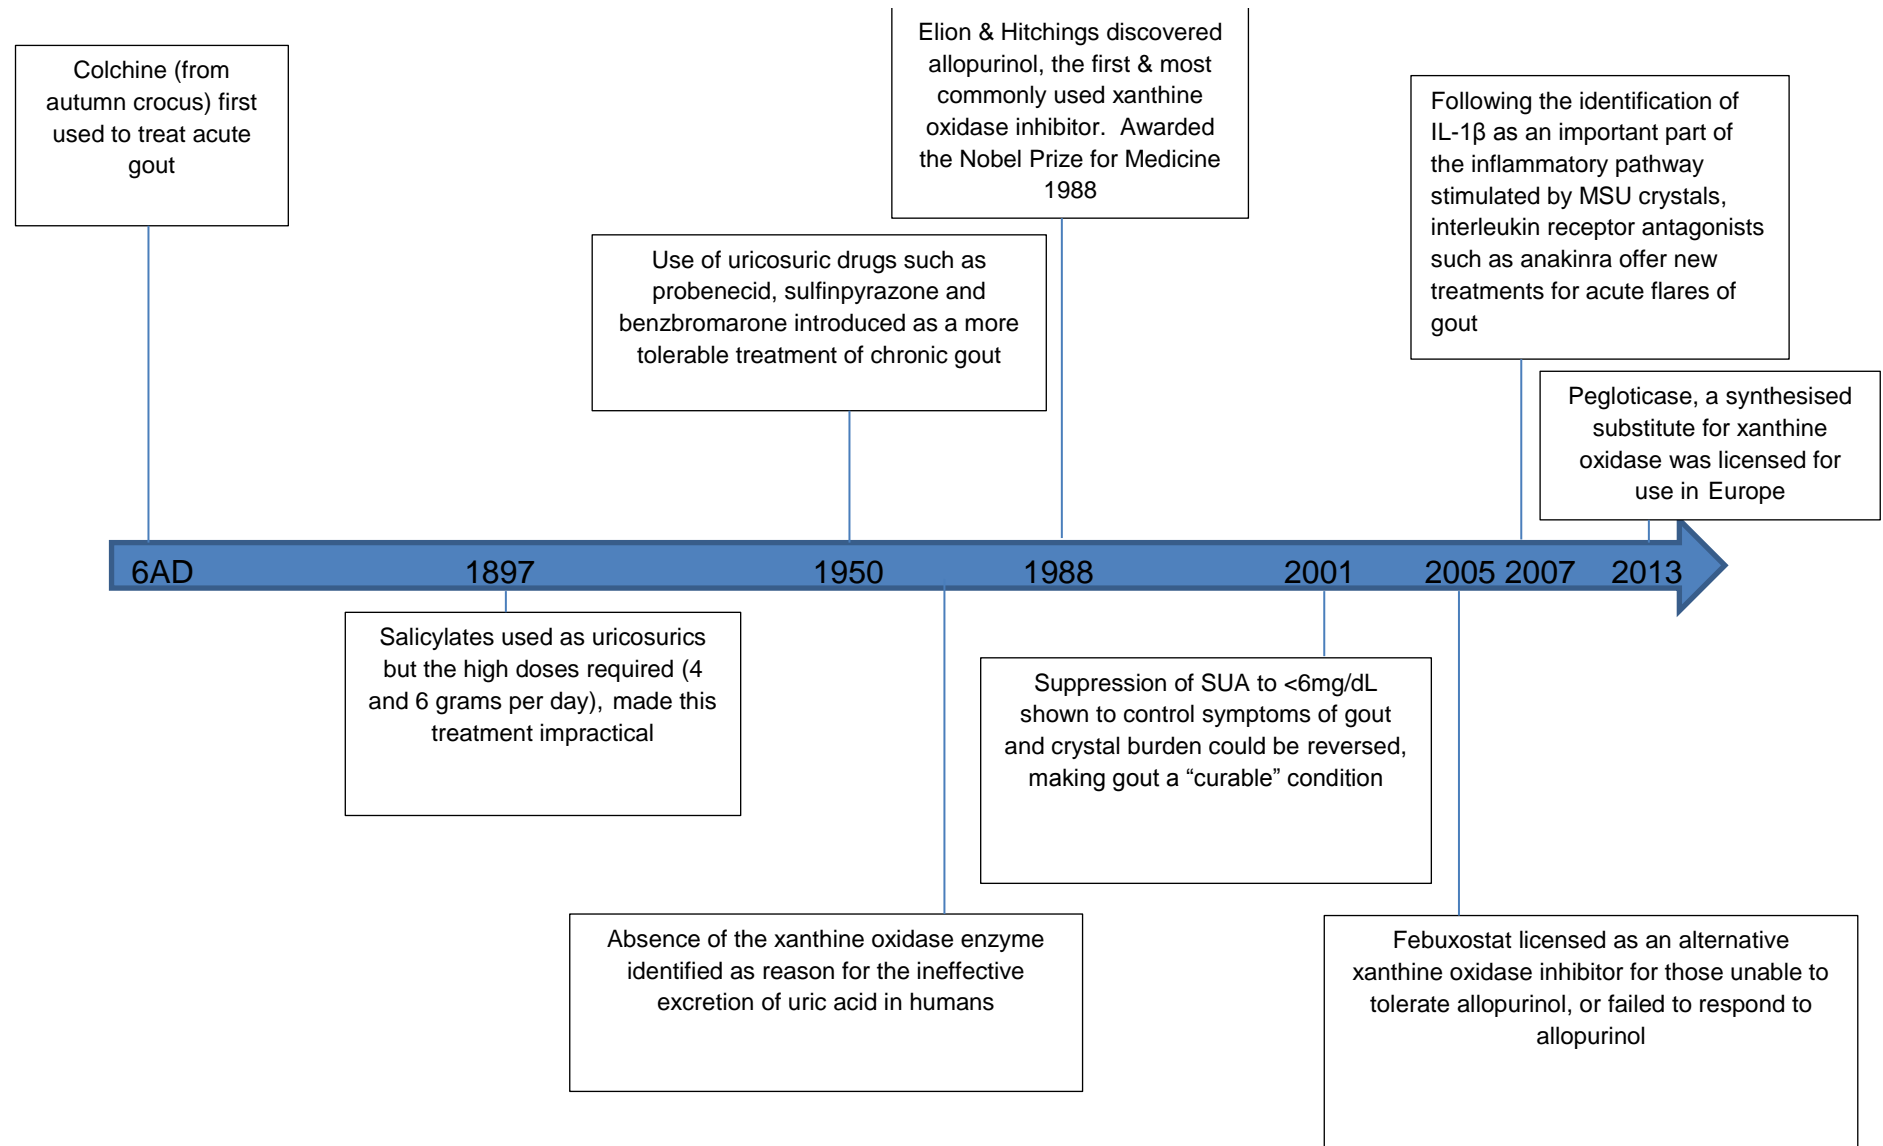 Colchine (from
autumn crocus) first
used to treat acute
gout
Elion & Hitchings discovered
allopurinol, the first & most
commonly used xanthine
oxidase inhibitor.  Awarded
the Nobel Prize for Medicine
1988
Following the identification of
IL-1β as an important part of
the inflammatory pathway
stimulated by MSU crystals,
interleukin receptor antagonists
such as anakinra offer new
treatments for acute flares of
gout
Use of uricosuric drugs such as
probenecid, sulfinpyrazone and
benzbromarone introduced as a more
tolerable treatment of chronic gout
Pegloticase, a synthesised
substitute for xanthine
oxidase was licensed for
use in Europe
6AD 1897 1950 1988 2001 2005 2007 2013
Salicylates used as uricosurics
but the high doses required (4
and 6 grams per day), made this
treatment impractical
Suppression of SUA to <6mg/dL
shown to control symptoms of gout
and crystal burden could be reversed,
making gout a “curable” condition
Absence of the xanthine oxidase enzyme
identified as reason for the ineffective
excretion of uric acid in humans
Febuxostat licensed as an alternative
xanthine oxidase inhibitor for those unable to
tolerate allopurinol, or failed to respond to
allopurinol